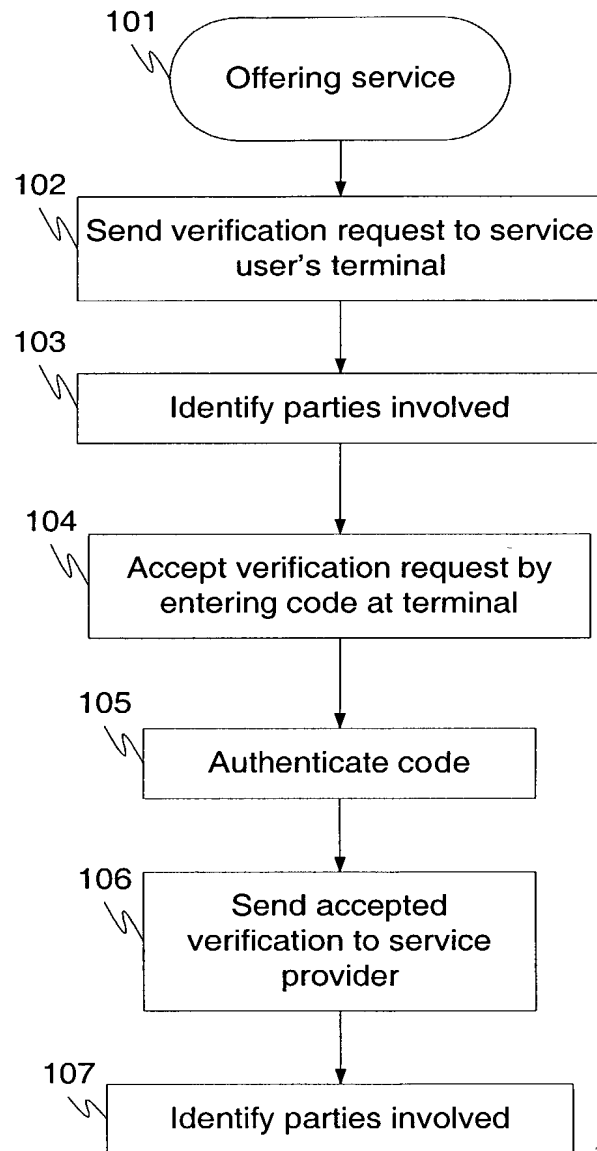 101
Offering service
102
Send verification request to service
user's terminal
103
Identify parties involved
104
Accept verification request by
entering code at terminal
105
Authenticate code
106
Send accepted
verification to service
provider
107
Identify parties involved